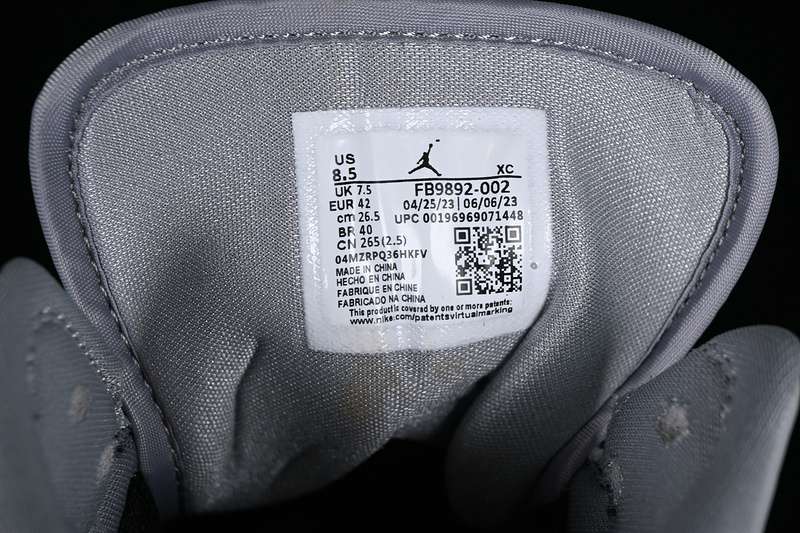 US
8.5 XC
UK 7.5 FB9892-002
EUR 42 04/25/23 | 06/06/23
cm 26.5 UPC 00196969071448
BR 40
CN 265(2.5)
04MZRPQ36HKFV
MADE IN CHINA
HECHO EN CHINA
FABRIQUE EN CHINE
FABRICADO NA CHINA
This product is covered by one or more patents:
www.nike.com/patentsvirtualmarking